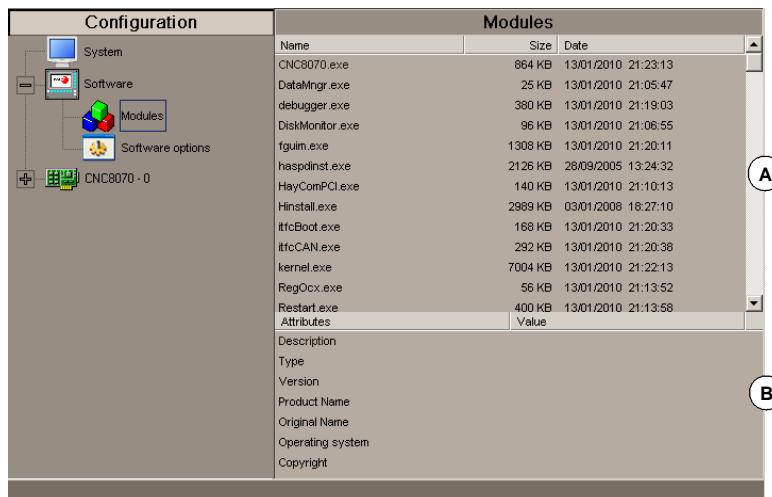 Configuration
System
Software
Modules
Software options
CNC8070 - 0
Modules
Name Size Date
CNC8070.exe 864 KB 13/01/2010 21:23:13
DataMngr.exe 25 KB 13/01/2010 21:05:47
debugger.exe 380 KB 13/01/2010 21:19:03
DiskMonitor.exe 96 KB 13/01/2010 21:06:55
fguim.exe 1308 KB 13/01/2010 21:20:11
haspdinst.exe 2126 KB 28/09/2005 13:24:32
HayComPCI.exe 140 KB 13/01/2010 21:10:13
Hinstall.exe 2989 KB 03/01/2008 18:27:10
itfcBoot.exe 168 KB 13/01/2010 21:20:33
itfcCAN.exe 292 KB 13/01/2010 21:20:38
kernel.exe 7004 KB 13/01/2010 21:22:13
RegOcx.exe 56 KB 13/01/2010 21:13:52
Restart.exe 400 KB 13/01/2010 21:13:58
A
Attributes Value
Description
Type
Version
Product Name
Original Name
Operating system
Copyright
B